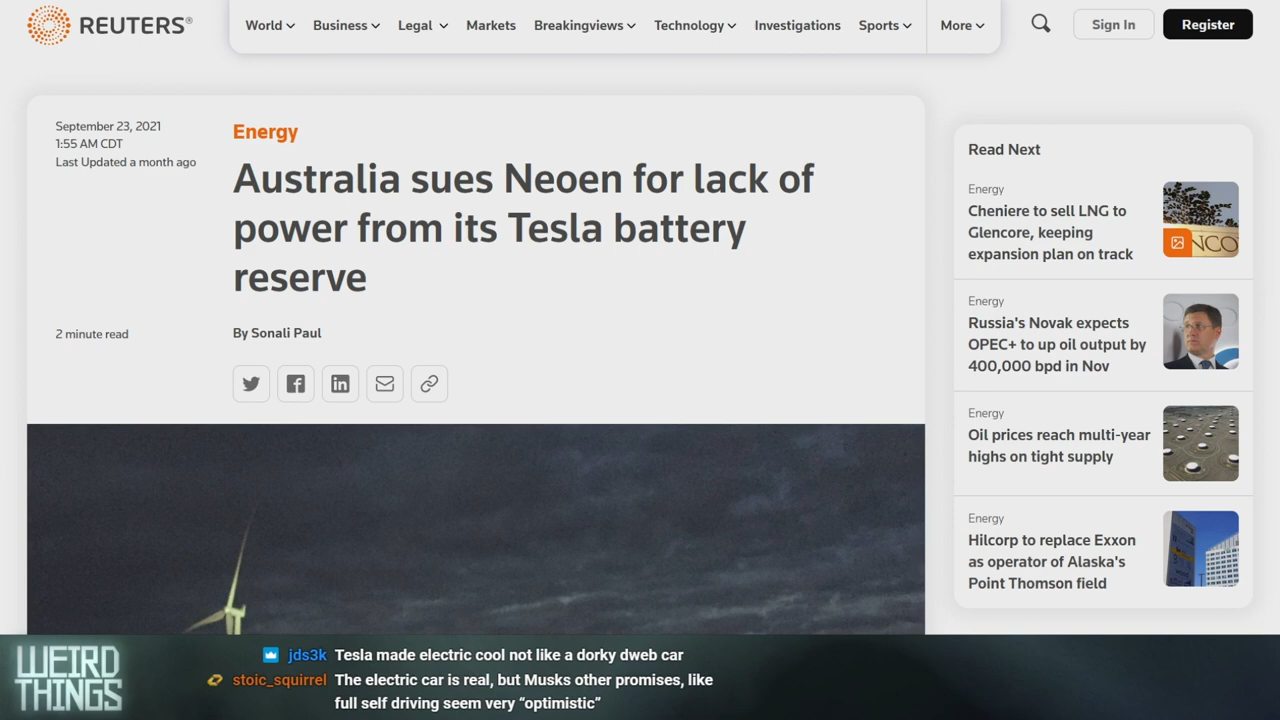 REUTERS®
World
Business
Legal
Markets
Breakingviews
Technology
Investigations
Sports
More
Sign In
Register
September 23, 2021
1:55 AM CDT
Last Updated a month ago
Energy
Australia sues Neoen for lack of
power from its Tesla battery
reserve
2 minute read
By Sonali Paul
Read Next
Energy
Cheniere to sell LNG to
Glencore, keeping
expansion plan on track
NCO
Energy
Russia's Novak expects
OPEC+ to up oil output by
400,000 bpd in Nov
Energy
Oil prices reach multi-year
highs on tight supply
Energy
Hilcorp to replace Exxon
as operator of Alaska's
Point Thomson field
WEIRD
THINGS
jds3k Tesla made electric cool not like a dorky dweb car
stoic_squirrel The electric car is real, but Musks other promises, like
full self driving seem very “optimistic”